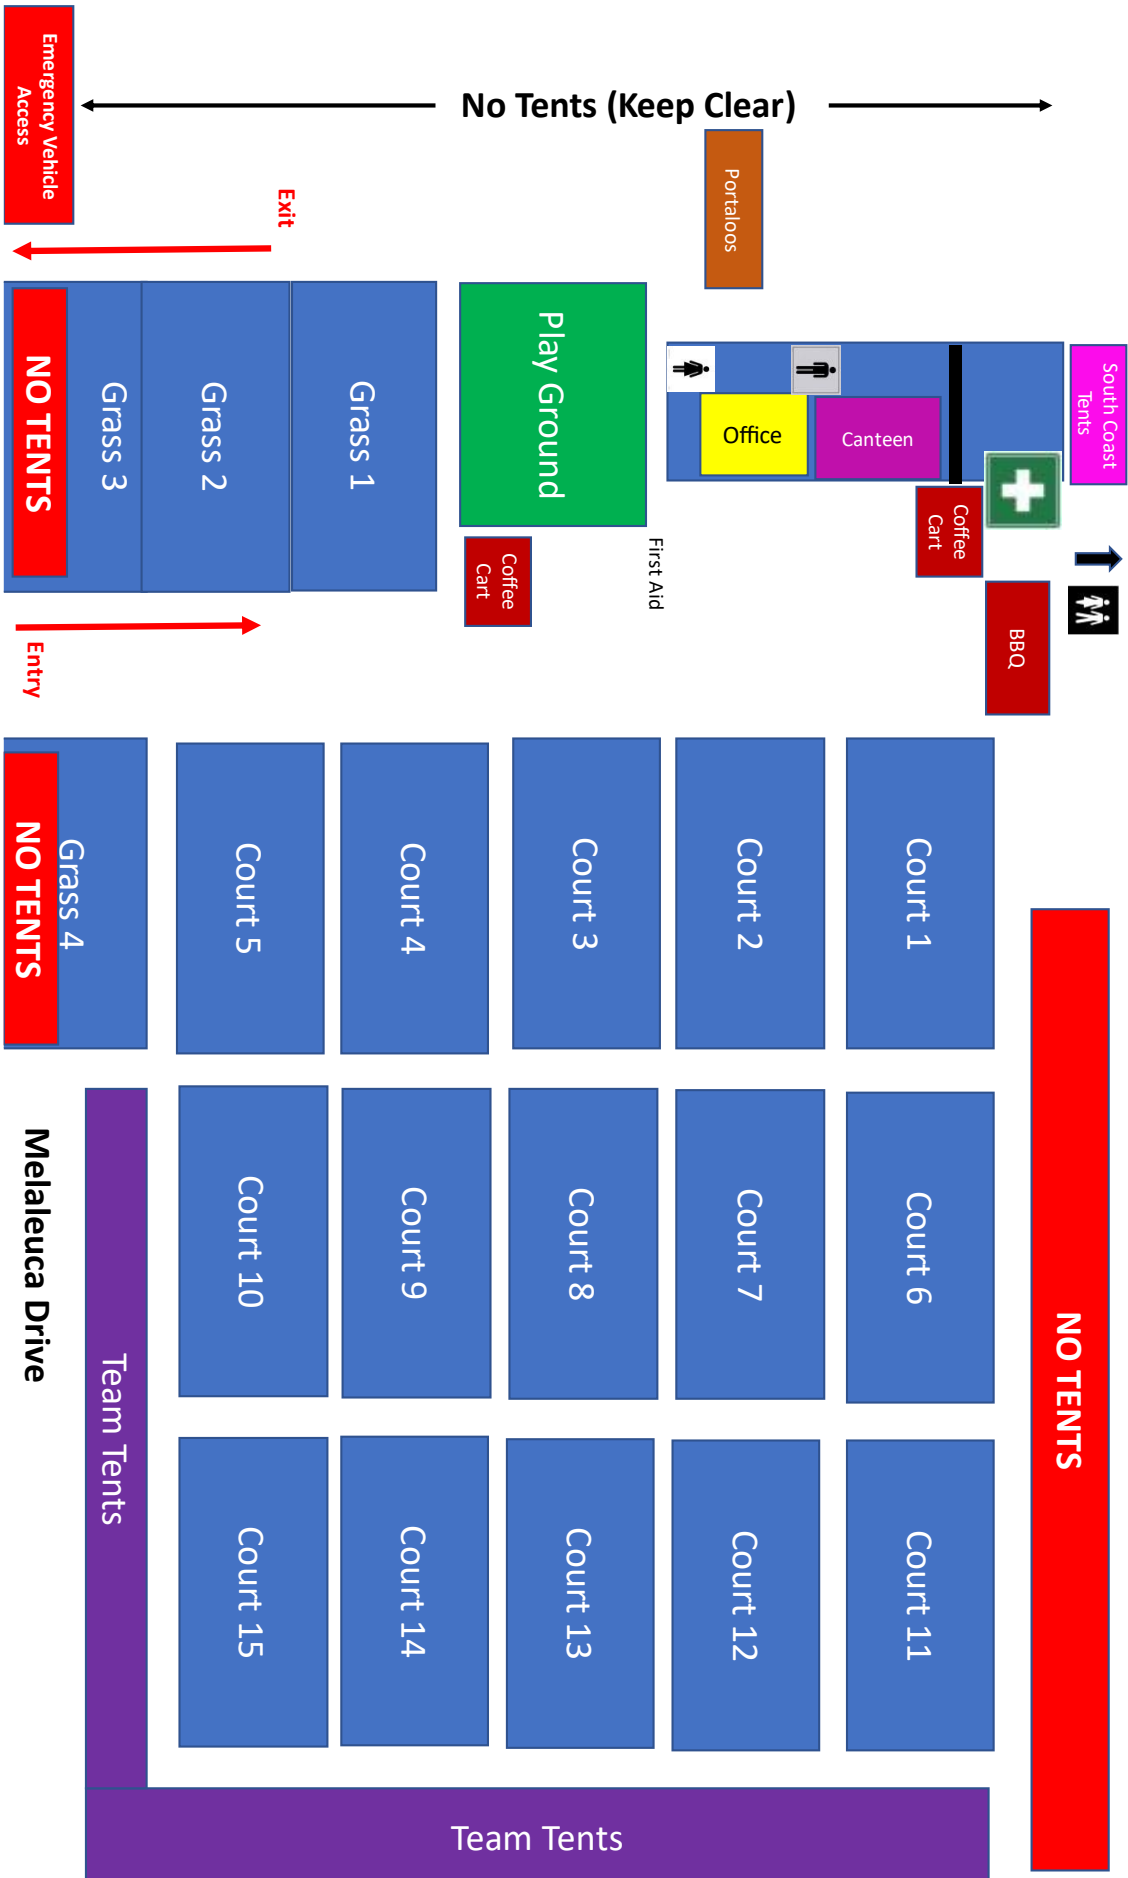 Emergency Vehicle
Access
No Tents (Keep Clear)
Portaloos
Exit
South Coast
Tents
NO TENTS
Grass 3
Grass 2
Grass 1
Play Ground
Office
Canteen
Coffee
Cart
First Aid
Coffee
Cart
BBQ
Entry
NO TENTS
Grass 4
Court 5
Court 4
Court 3
Court 2
Court 1
Court 10
Court 9
Court 8
Court 7
Court 6
Court 15
Court 14
Court 13
Court 12
Court 11
Melaleuca Drive
Team Tents
NO TENTS
Team Tents